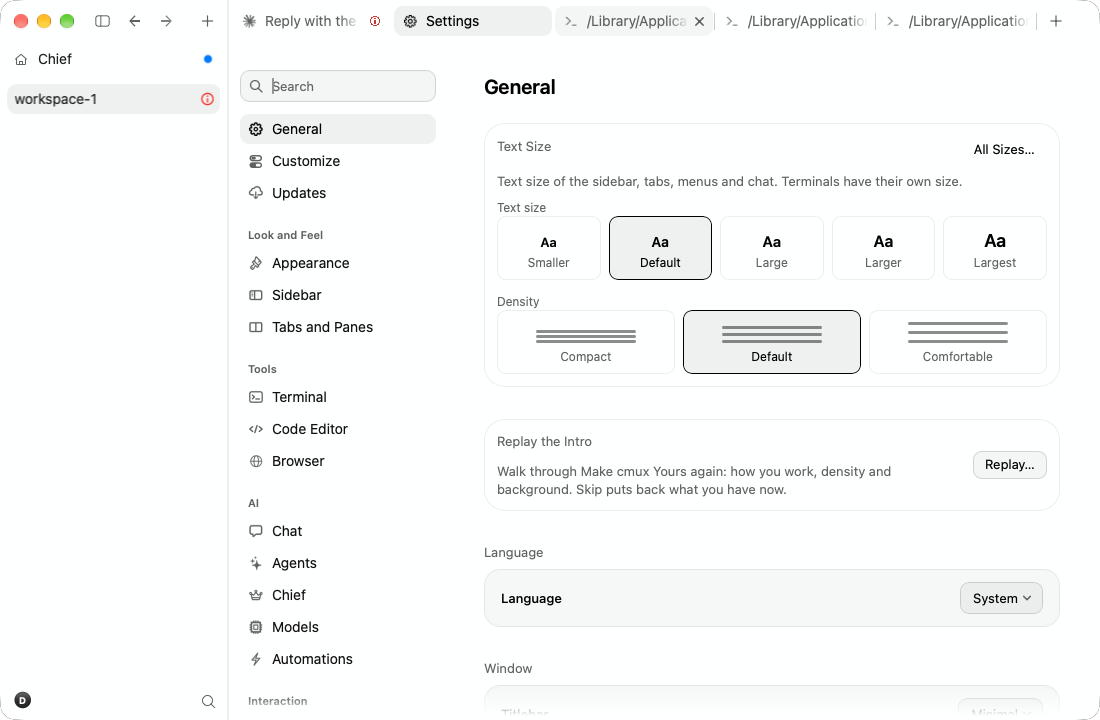 Reply with the
Settings
/Library/Applica
/Library/Applicatio
/Library/Application
Chief
workspace-1
D
Search
General
Customize
Updates
Look and Feel
Appearance
Sidebar
Tabs and Panes
Tools
Terminal
Code Editor
Browser
AI
Chat
Agents
Chief
Models
Automations
Interaction
General
Text Size
All Sizes...
Text size of the sidebar, tabs, menus and chat. Terminals have their own size.
Text size
Aa Aa Aa Aa Aa
Smaller Default Large Larger Largest
Density
Compact Default Comfortable
Replay the Intro
Walk through Make cmux Yours again: how you work, density and
background. Skip puts back what you have now.
Replay...
Language
Language
System
Window
Titlebar
Minimal